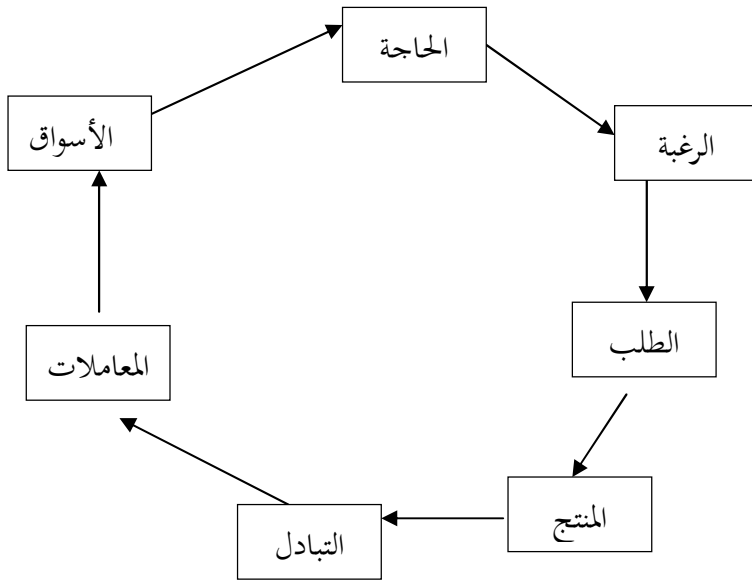 الحاجة
الرغبة
الطلب
المنتج
التبادل
المعاملات
الأسواق